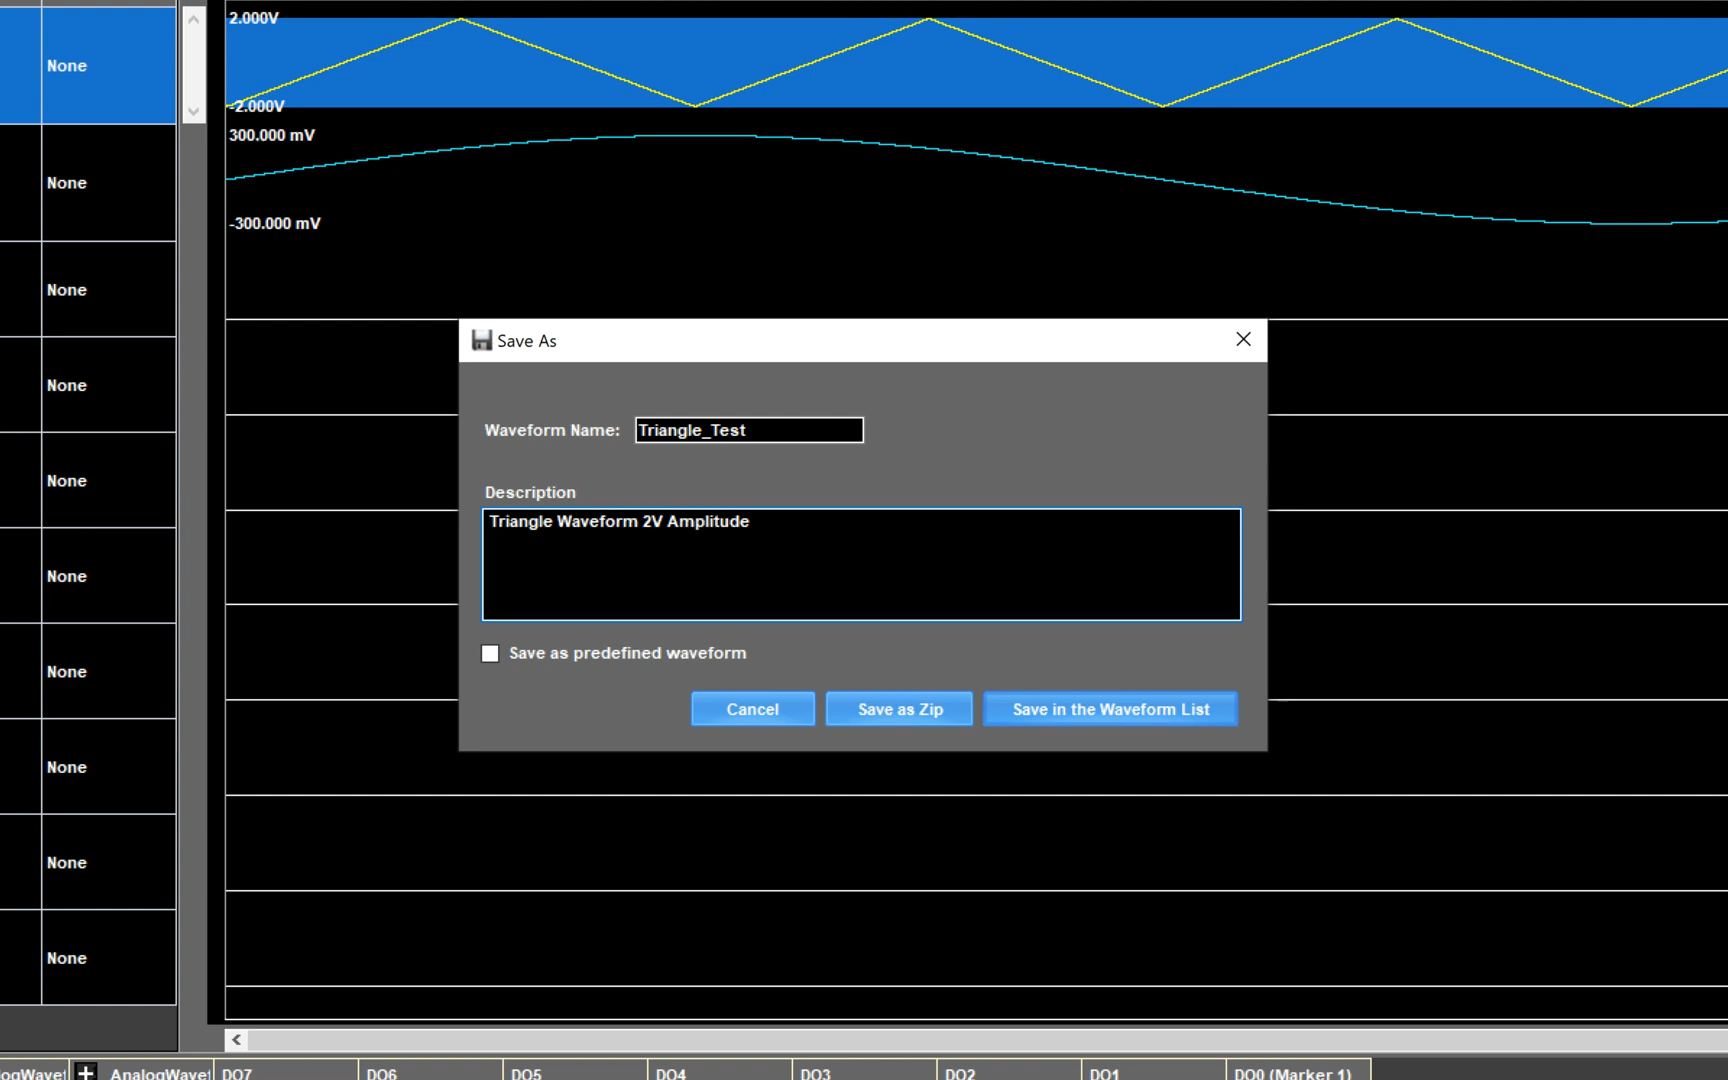 2.000V
None
-2.000V
300.000 mV
None
-300.000 mV
None
Save As
None
Waveform Name: Triangle_Test
None
Description
Triangle Waveform 2V Amplitude
None
Save as predefined waveform
None
Cancel Save as Zip Save in the Waveform List
None
None
None
AnalogWavef DO7 DO6 DO5 DO4 DO3 DO2 DO1 DO0 (Marker 1)